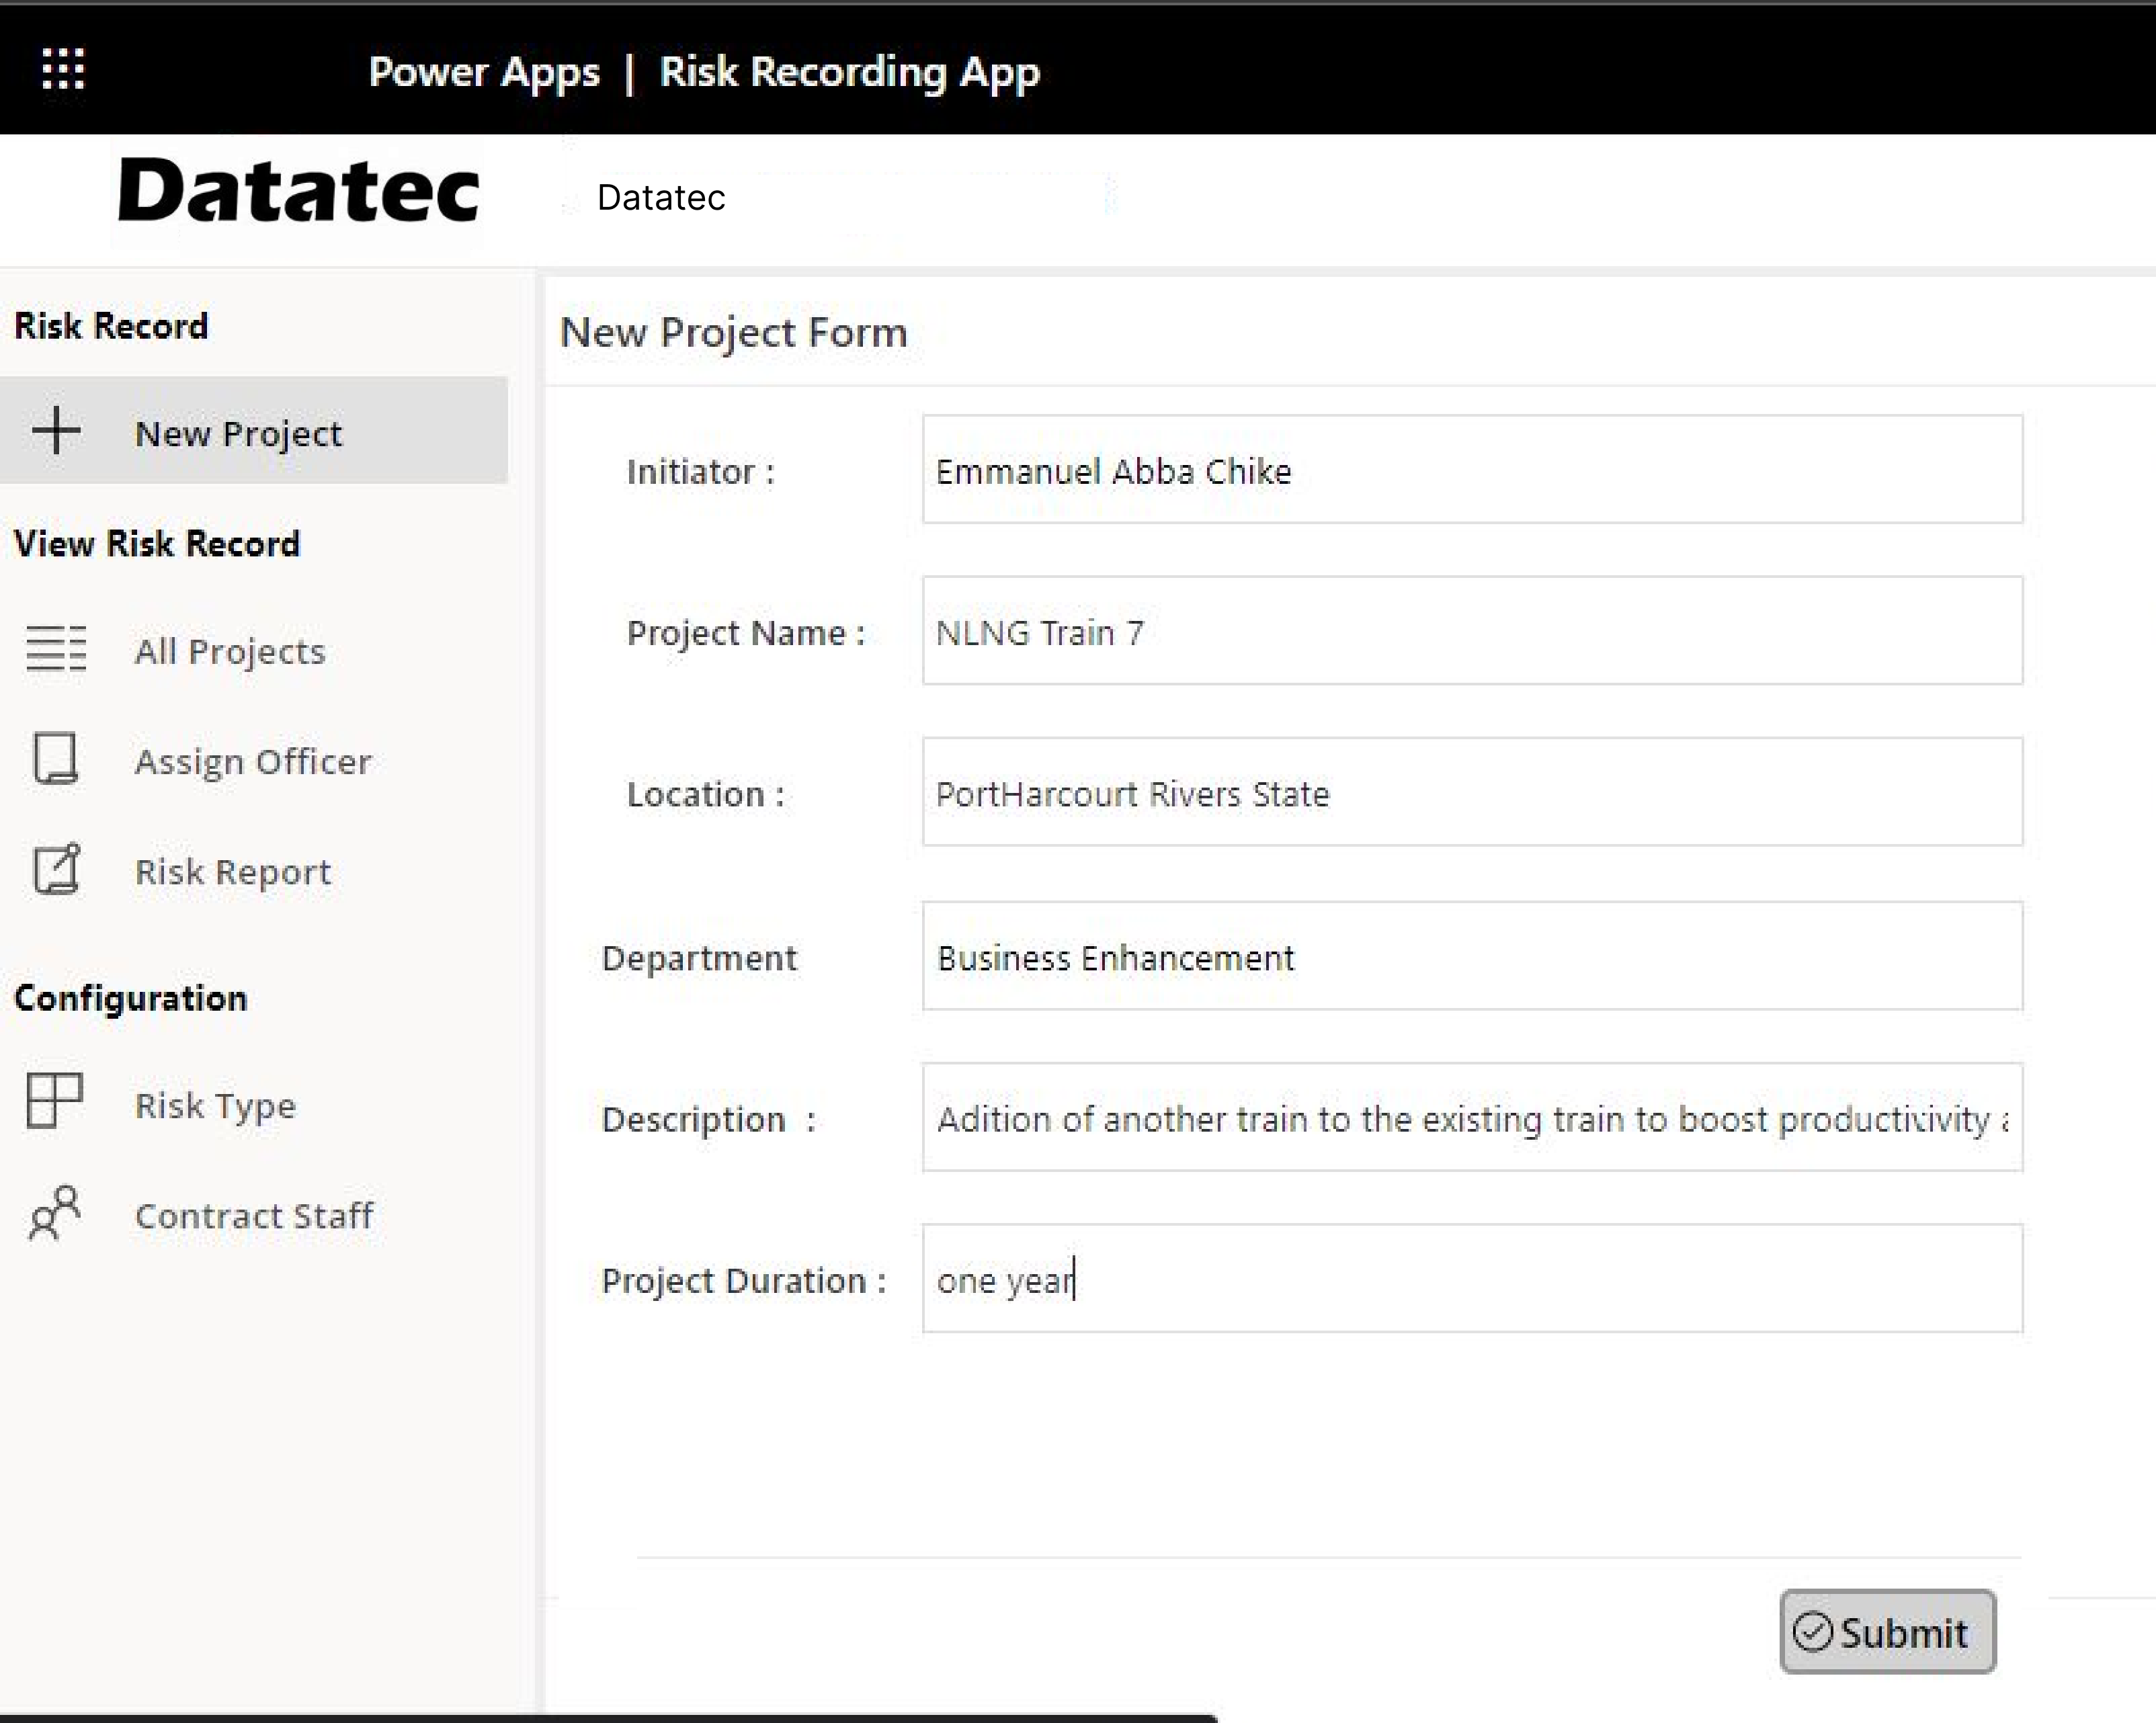 Power Apps | Risk Recording App
Datatec
Datatec
Risk Record
New Project
View Risk Record
All Projects
Assign Officer
Risk Report
Configuration
Risk Type
Contract Staff
New Project Form
Initiator : Emmanuel Abba Chike
Project Name : NLNG Train 7
Location : PortHarcourt Rivers State
Department Business Enhancement
Description : Adition of another train to the existing train to boost productivivity
Project Duration : one year
Submit